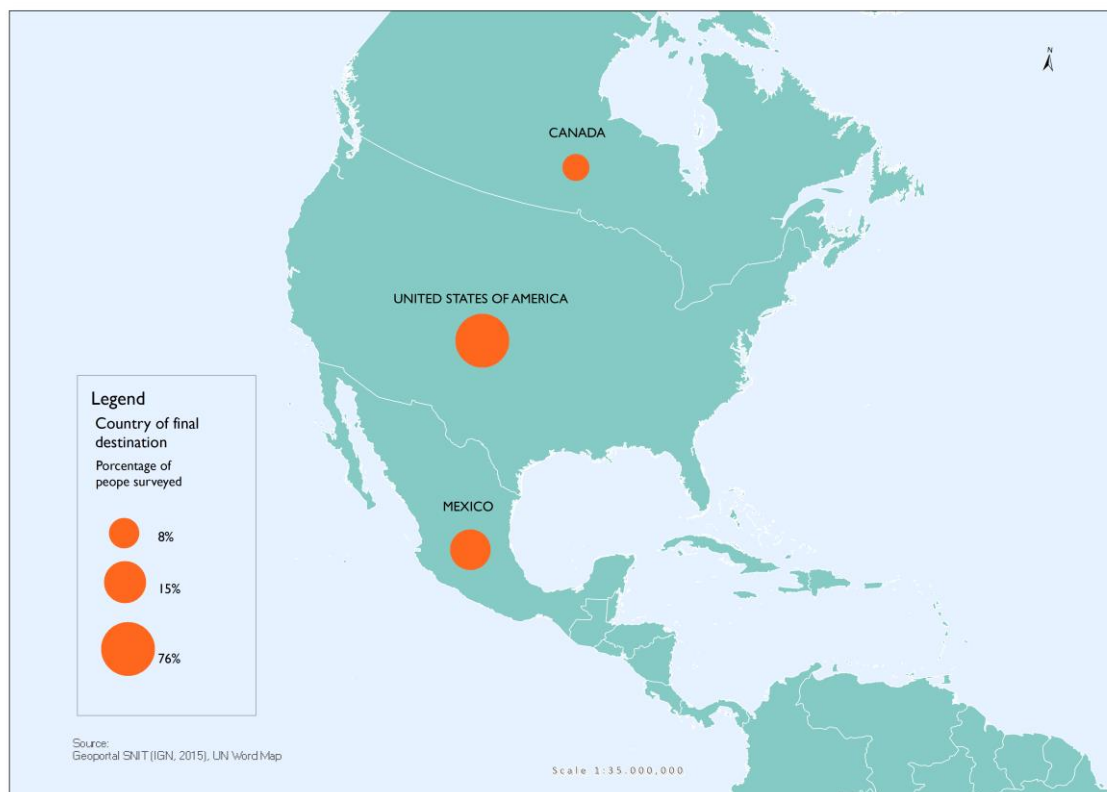 N
CANADA
UNITED STATES OF AMERICA
MEXICO
Legend
Country of final
destination
Porcentage of
peope surveyed
8%
15%
76%
Source:
Geoportal SNIT (IGN, 2015), UN Word Map
Scale 1:35.000,000